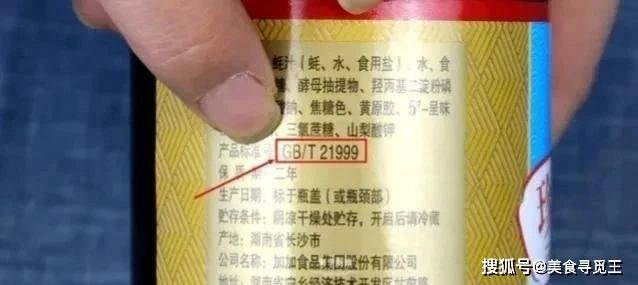 蚝汁（蚝、水、食用盐）、水、食
糖、酵母抽提物、羟丙基二淀粉磷
钠、焦糖色、黄原胶、5'-呈味
三氯蔗糖、山梨酸钾
产品标准号 GB/T 21999
保质期 二年
生产日期：标于瓶盖（或瓶颈部）
贮存条件：阴凉干燥处贮存，开启后请冷藏
产地：湖南省长沙市
公司名称：加加食品集团股份有限公司
搜狐号@美食寻觅王